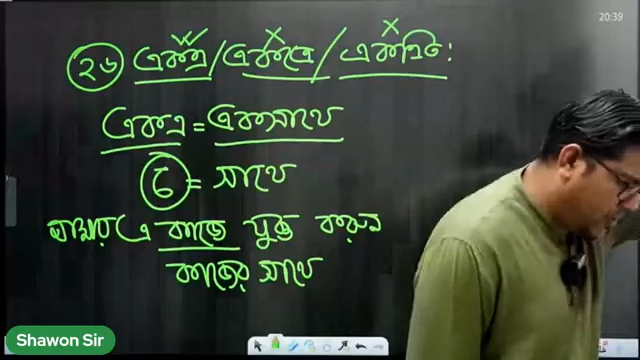 20:39
২৬ একত্র/একত্রে/একত্রিত:
একত্র = একসাথে
ে = সাথে
আমার এ কাজে যুক্ত করুন
কাজের সাথে
Shawon Sir